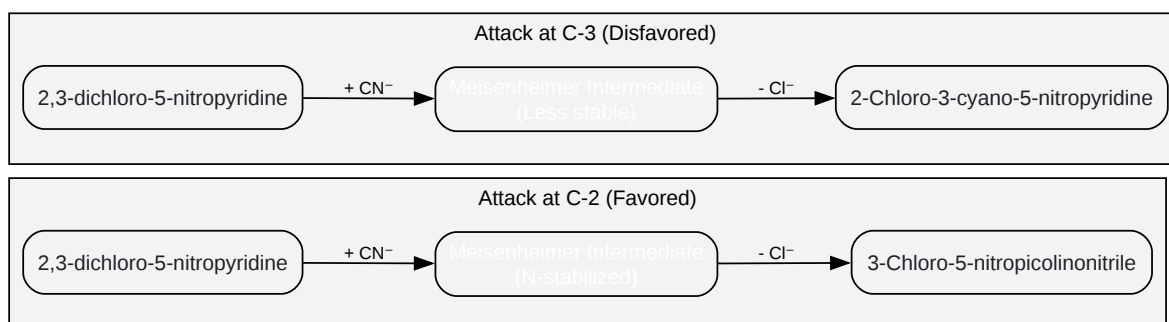 Attack at C-3 (Disfavored)
2,3-dichloro-5-nitropyridine
+ CN⁻
Meisenheimer Intermediate
(Less stable)
- Cl⁻
2-Chloro-3-cyano-5-nitropyridine
Attack at C-2 (Favored)
2,3-dichloro-5-nitropyridine
+ CN⁻
Meisenheimer Intermediate
(N-stabilized)
- Cl⁻
3-Chloro-5-nitropicolinonitrile